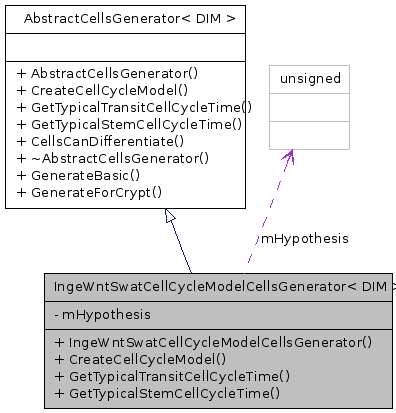 AbstractCellsGenerator< DIM >
+ AbstractCellsGenerator()
+ CreateCellCycleModel()
+ GetTypicalTransitCellCycleTime()
+ GetTypicalStemCellCycleTime()
+ CellsCanDifferentiate()
+ ~AbstractCellsGenerator()
+ GenerateBasic()
+ GenerateForCrypt()
unsigned
mHypothesis
IngeWntSwatCellCycleModelCellsGenerator< DIM >
- mHypothesis
+ IngeWntSwatCellCycleModelCellsGenerator()
+ CreateCellCycleModel()
+ GetTypicalTransitCellCycleTime()
+ GetTypicalStemCellCycleTime()